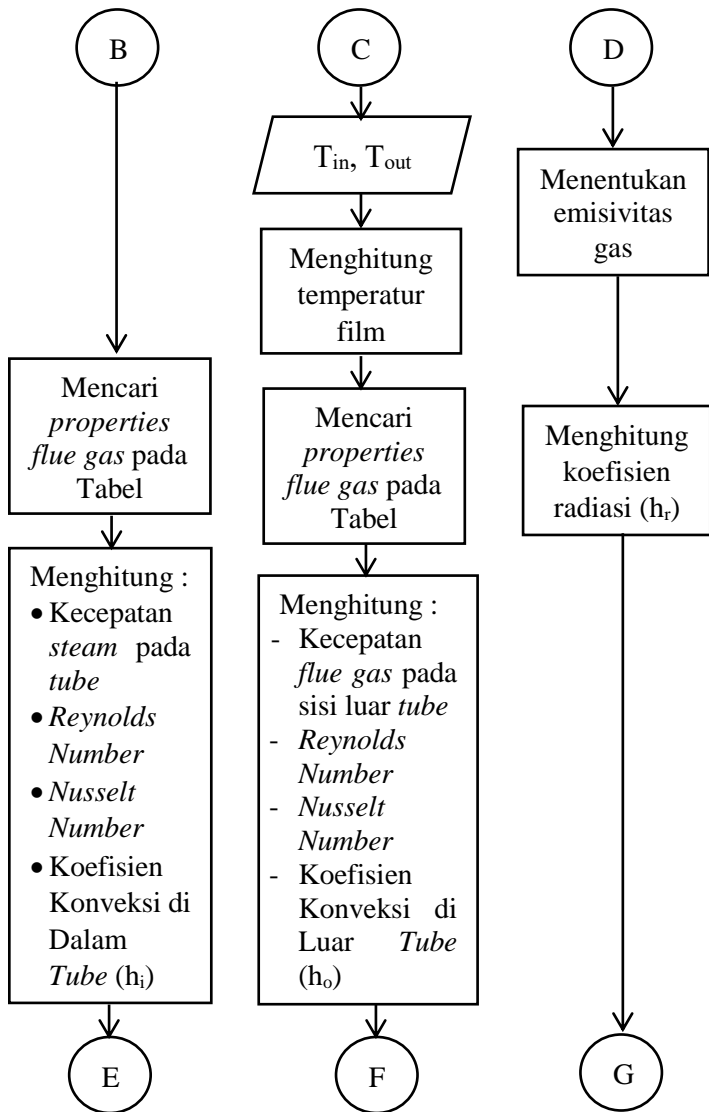 B
Mencari
properties
flue gas pada
Tabel
Menghitung :
• Kecepatan
steam pada
tube
• Reynolds
Number
• Nusselt
Number
• Koefisien
Konveksi di
Dalam
Tube (hi)
E
C
Tin, Tout
Menghitung
temperatur
film
Mencari
properties
flue gas pada
Tabel
Menghitung :
- Kecepatan
flue gas pada
sisi luar tube
- Reynolds
Number
- Nusselt
Number
- Koefisien
Konveksi di
Luar Tube
(ho)
F
D
Menentukan
emisivitas
gas
Menghitung
koefisien
radiasi (hr)
G